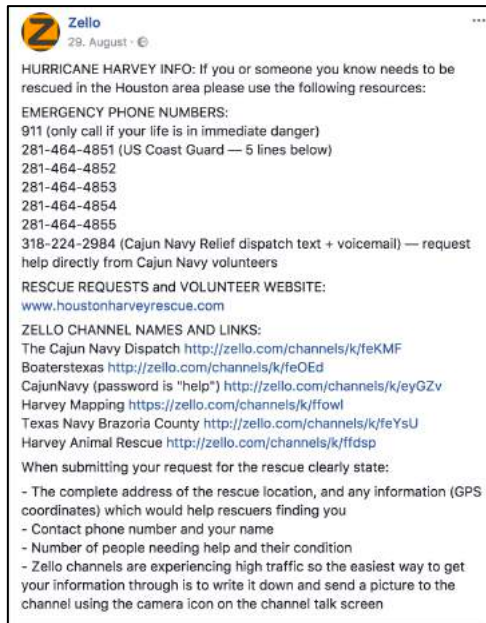 Zello
29. August ·
HURRICANE HARVEY INFO: If you or someone you know needs to be
rescued in the Houston area please use the following resources:
EMERGENCY PHONE NUMBERS:
911 (only call if your life is in immediate danger)
281-464-4851 (US Coast Guard — 5 lines below)
281-464-4852
281-464-4853
281-464-4854
281-464-4855
318-224-2984 (Cajun Navy Relief dispatch text + voicemail) — request
help directly from Cajun Navy volunteers
RESCUE REQUESTS and VOLUNTEER WEBSITE:
www.houstonharveyrescue.com
ZELLO CHANNEL NAMES AND LINKS:
The Cajun Navy Dispatch http://zello.com/channels/k/feKMF
Boaterstexas http://zello.com/channels/k/feOEd
CajunNavy (password is "help") http://zello.com/channels/k/eyGZv
Harvey Mapping https://zello.com/channels/k/ffowl
Texas Navy Brazoria County http://zello.com/channels/k/feYsU
Harvey Animal Rescue http://zello.com/channels/k/ffdsp
When submitting your request for the rescue clearly state:
- The complete address of the rescue location, and any information (GPS
coordinates) which would help rescuers finding you
- Contact phone number and your name
- Number of people needing help and their condition
- Zello channels are experiencing high traffic so the easiest way to get
your information through is to write it down and send a picture to the
channel using the camera icon on the channel talk screen